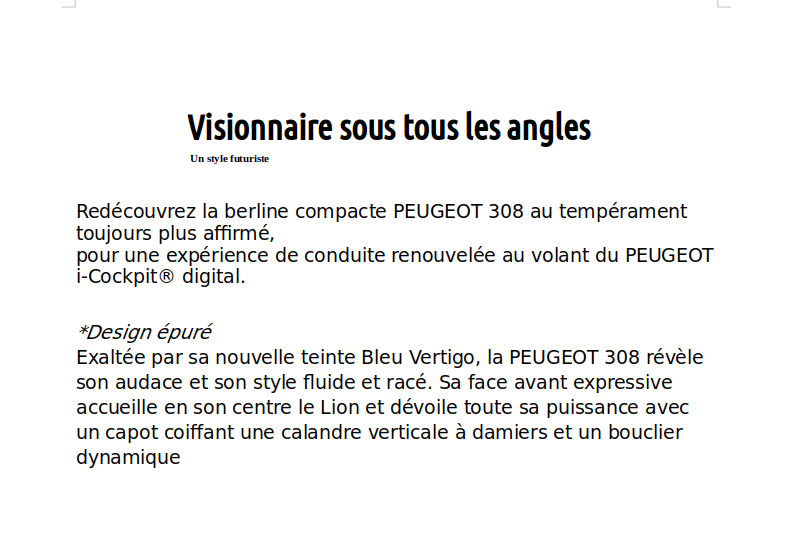 Visionnaire sous tous les angles
Un style futuriste
Redécouvrez la berline compacte PEUGEOT 308 au tempérament
toujours plus affirmé,
pour une expérience de conduite renouvelée au volant du PEUGEOT
i-Cockpit® digital.
*Design épuré
Exaltée par sa nouvelle teinte Bleu Vertigo, la PEUGEOT 308 révèle
son audace et son style fluide et racé. Sa face avant expressive
accueille en son centre le Lion et dévoile toute sa puissance avec
un capot coiffant une calandre verticale à damiers et un bouclier
dynamique